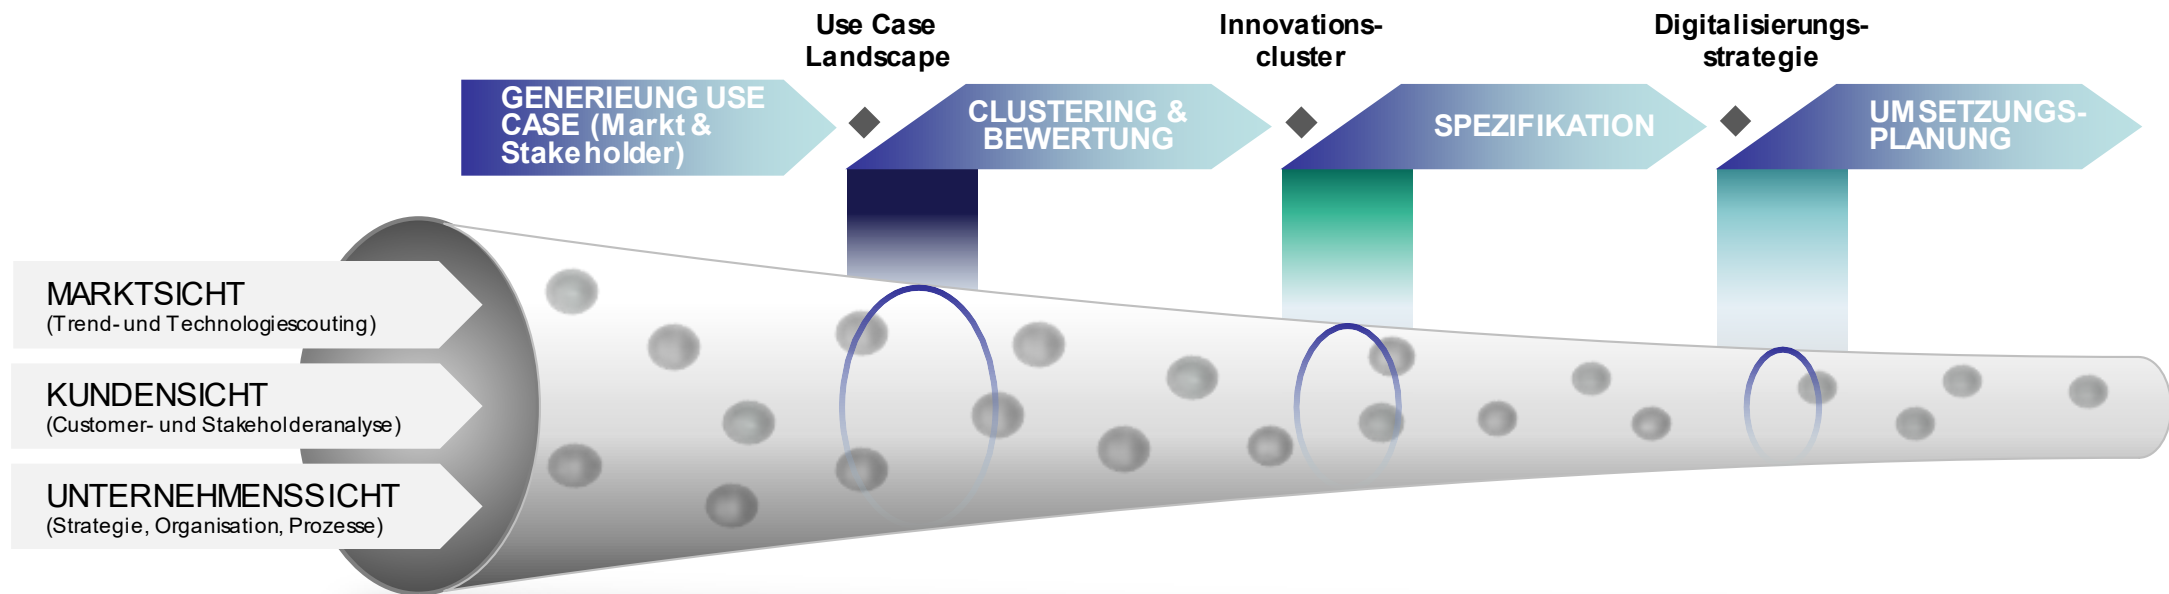 Use Case
Landscape
Innovations-
cluster
Digitalisierungs-
strategie
GENERIEUNG USE
CASE (Markt &
Stakeholder)
CLUSTERING &
BEWERTUNG
SPEZIFIKATION
UMSETZUNGS-
PLANUNG
MARKTSICHT
(Trend- und Technologiescouting)
KUNDENSICHT
(Customer- und Stakeholderanalyse)
UNTERNEHMENSSICHT
(Strategie, Organisation, Prozesse)